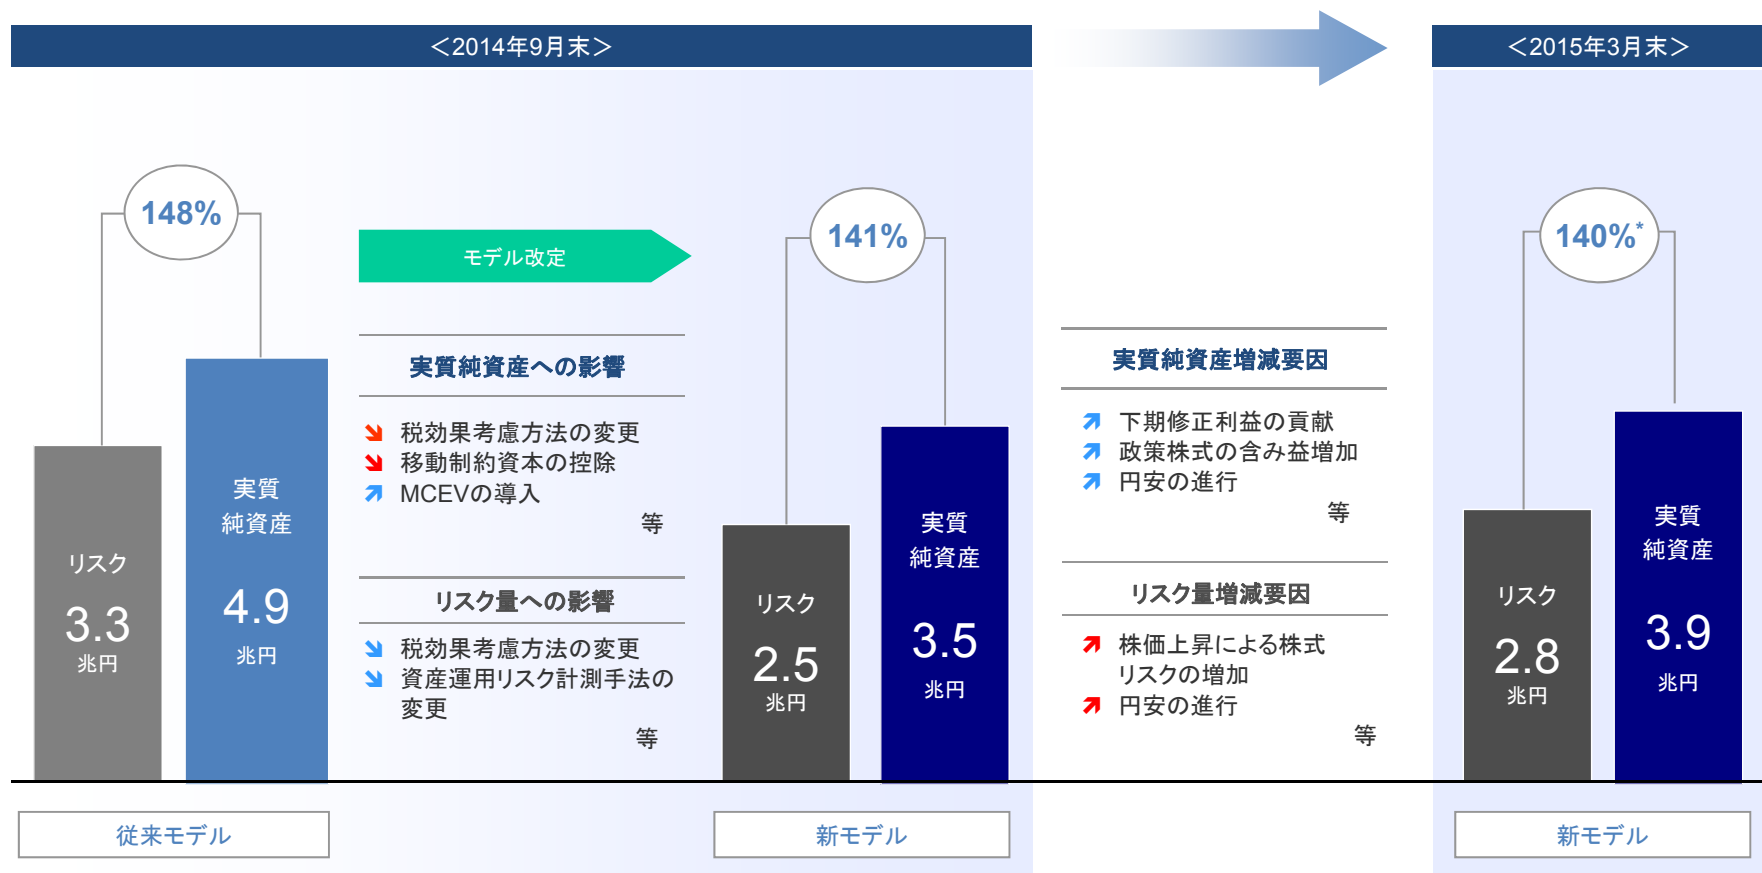 ＜2014年9月末＞
＜2015年3月末＞
148%
モデル改定
141%
140%*
実質純資産への影響
税効果考慮方法の変更
移動制約資本の控除
MCEVの導入
等
リスク量への影響
税効果考慮方法の変更
資産運用リスク計測手法の
変更
等
実質純資産増減要因
下期修正利益の貢献
政策株式の含み益増加
円安の進行
等
リスク量増減要因
株価上昇による株式
リスクの増加
円安の進行
等
リスク
3.3
兆円
実質
純資産
4.9
兆円
リスク
2.5
兆円
実質
純資産
3.5
兆円
リスク
2.8
兆円
実質
純資産
3.9
兆円
従来モデル
新モデル
新モデル